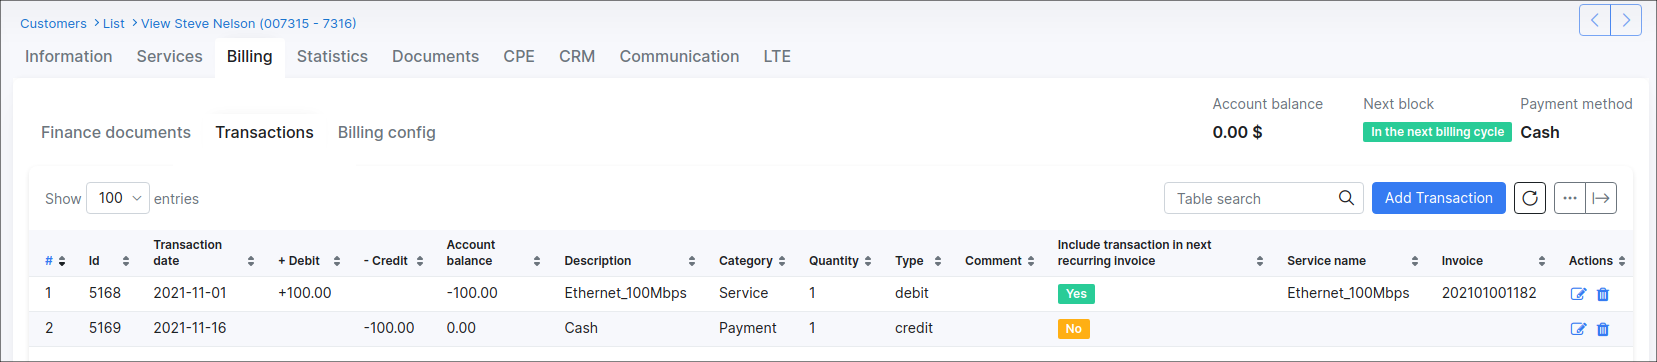 Customers > List > View Steve Nelson (007315 - 7316)
Information Services Billing Statistics Documents CPE CRM Communication LTE
Account balance Next block Payment method
Finance documents Transactions Billing config 0.00 $ In the next billing cycle Cash
Show 100 entries Table search Add Transaction
# Id Transaction date + Debit - Credit Account balance Description Category Quantity Type Comment Include transaction in next recurring invoice Service name Invoice Actions
1 5168 2021-11-01 +100.00 -100.00 Ethernet_100Mbps Service 1 debit Yes Ethernet_100Mbps 202101001182
2 5169 2021-11-16 -100.00 0.00 Cash Payment 1 credit No